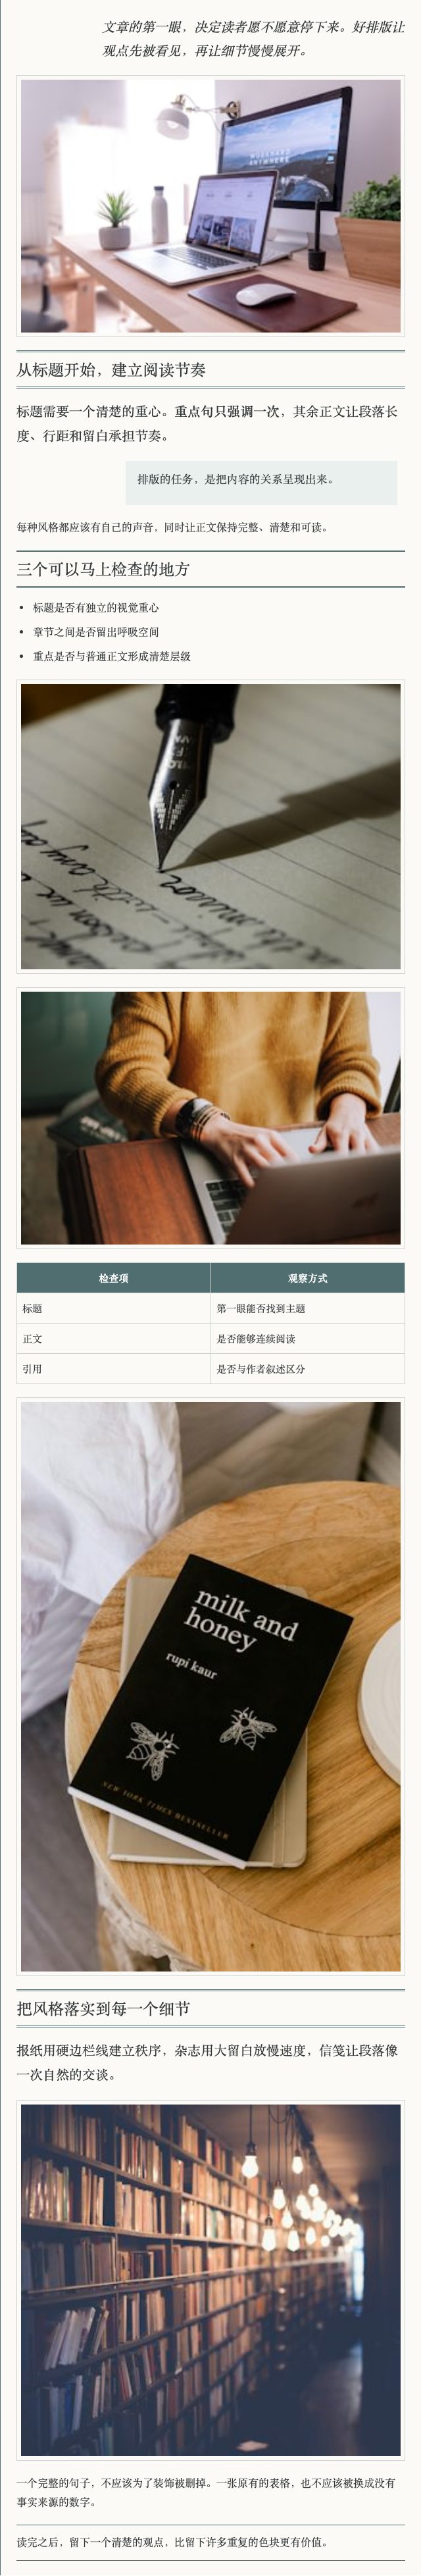 文章的第一眼，决定读者愿不愿意停下来。好排版让
观点先被看见，再让细节慢慢展开。
从标题开始，建立阅读节奏
标题需要一个清楚的重心。重点句只强调一次，其余正文让段落长
度、行距和留白承担节奏。
排版的任务，是把内容的关系呈现出来。
每种风格都应该有自己的声音，同时让正文保持完整、清楚和可读。
三个可以马上检查的地方
• 标题是否有独立的视觉重心
• 章节之间是否留出呼吸空间
• 重点是否与普通正文形成清楚层级
检查项 观察方式
标题 第一眼能否找到主题
正文 是否能够连续阅读
引用 是否与作者叙述区分
milk and
honey
rupi kaur
NEW YORK TIMES BESTSELLER
把风格落实到每一个细节
报纸用硬边栏线建立秩序，杂志用大留白放慢速度，信笺让段落像
一次自然的交谈。
一个完整的句子，不应该为了装饰被删掉。一张原有的表格，也不应该被换成没有
事实来源的数字。
读完之后，留下一个清楚的观点，比留下许多重复的色块更有价值。